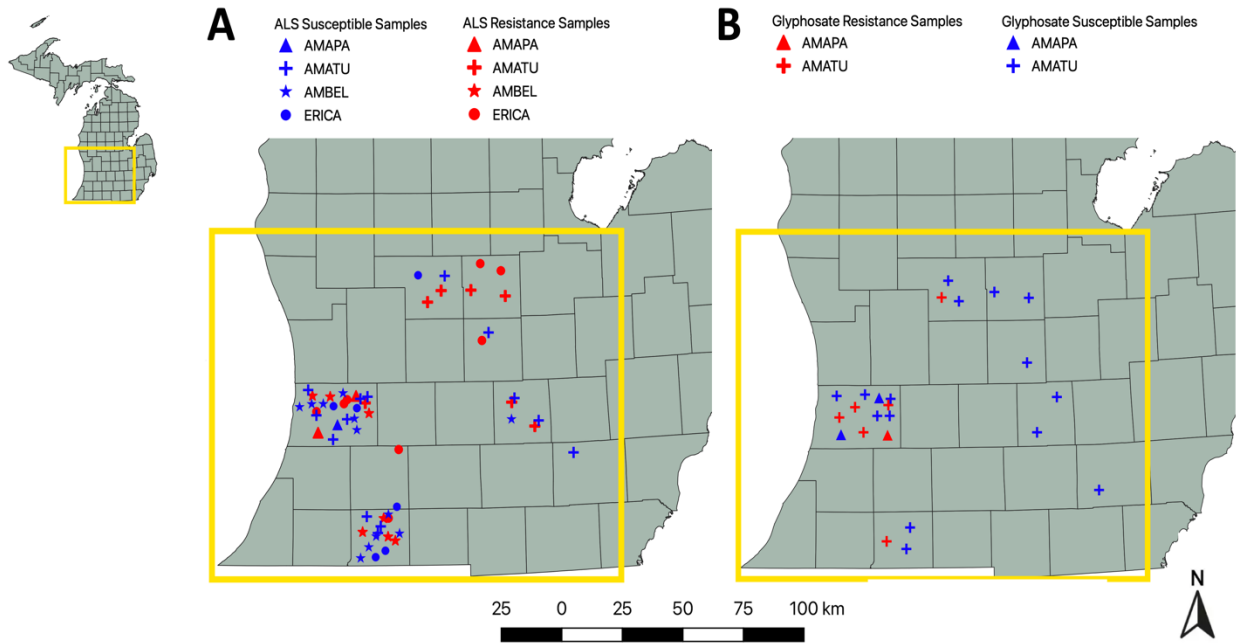 A
ALS Susceptible Samples
AMAPA
AMATU
AMBEL
ERICA
ALS Resistance Samples
AMAPA
AMATU
AMBEL
ERICA
B
Glyphosate Resistance Samples
AMAPA
AMATU
Glyphosate Susceptible Samples
AMAPA
AMATU
25 0 25 50 75 100 km
N